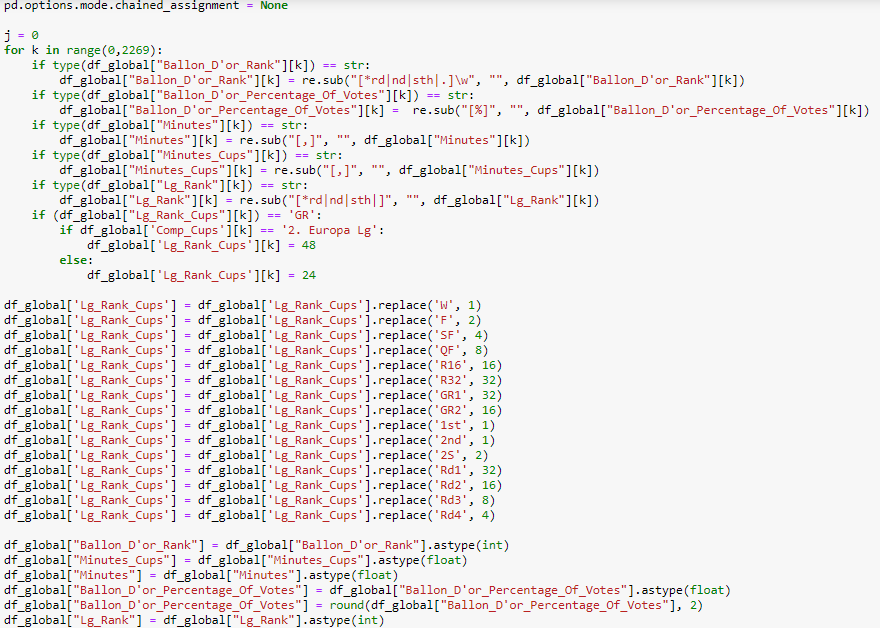 pd.options.mode.chained_assignment = None
j = 0
for k in range(0,2269):
    if type(df_global["Ballon_D'or_Rank"][k]) == str:
        df_global["Ballon_D'or_Rank"][k] = re.sub("[*rd|nd|sth|.]\w", "", df_global["Ballon_D'or_Rank"][k])
    if type(df_global["Ballon_D'or_Percentage_Of_Votes"][k]) == str:
        df_global["Ballon_D'or_Percentage_Of_Votes"][k] =  re.sub("[%]", "", df_global["Ballon_D'or_Percentage_Of_Votes"][k])
    if type(df_global["Minutes"][k]) == str:
        df_global["Minutes"][k] = re.sub("[,]", "", df_global["Minutes"][k])
    if type(df_global["Minutes_Cups"][k]) == str:
        df_global["Minutes_Cups"][k] = re.sub("[,]", "", df_global["Minutes_Cups"][k])
    if type(df_global["Lg_Rank"][k]) == str:
        df_global["Lg_Rank"][k] = re.sub("[*rd|nd|sth|]", "", df_global["Lg_Rank"][k])
    if (df_global["Lg_Rank_Cups"][k]) == 'GR':
        if df_global['Comp_Cups'][k] == '2. Europa Lg':
            df_global['Lg_Rank_Cups'][k] = 48
        else:
            df_global['Lg_Rank_Cups'][k] = 24
df_global['Lg_Rank_Cups'] = df_global['Lg_Rank_Cups'].replace('W', 1)
df_global['Lg_Rank_Cups'] = df_global['Lg_Rank_Cups'].replace('F', 2)
df_global['Lg_Rank_Cups'] = df_global['Lg_Rank_Cups'].replace('SF', 4)
df_global['Lg_Rank_Cups'] = df_global['Lg_Rank_Cups'].replace('QF', 8)
df_global['Lg_Rank_Cups'] = df_global['Lg_Rank_Cups'].replace('R16', 16)
df_global['Lg_Rank_Cups'] = df_global['Lg_Rank_Cups'].replace('R32', 32)
df_global['Lg_Rank_Cups'] = df_global['Lg_Rank_Cups'].replace('GR1', 32)
df_global['Lg_Rank_Cups'] = df_global['Lg_Rank_Cups'].replace('GR2', 16)
df_global['Lg_Rank_Cups'] = df_global['Lg_Rank_Cups'].replace('1st', 1)
df_global['Lg_Rank_Cups'] = df_global['Lg_Rank_Cups'].replace('2nd', 1)
df_global['Lg_Rank_Cups'] = df_global['Lg_Rank_Cups'].replace('2S', 2)
df_global['Lg_Rank_Cups'] = df_global['Lg_Rank_Cups'].replace('Rd1', 32)
df_global['Lg_Rank_Cups'] = df_global['Lg_Rank_Cups'].replace('Rd2', 16)
df_global['Lg_Rank_Cups'] = df_global['Lg_Rank_Cups'].replace('Rd3', 8)
df_global['Lg_Rank_Cups'] = df_global['Lg_Rank_Cups'].replace('Rd4', 4)
df_global["Ballon_D'or_Rank"] = df_global["Ballon_D'or_Rank"].astype(int)
df_global["Minutes_Cups"] = df_global["Minutes_Cups"].astype(float)
df_global["Minutes"] = df_global["Minutes"].astype(float)
df_global["Ballon_D'or_Percentage_Of_Votes"] = df_global["Ballon_D'or_Percentage_Of_Votes"].astype(float)
df_global["Ballon_D'or_Percentage_Of_Votes"] = round(df_global["Ballon_D'or_Percentage_Of_Votes"], 2)
df_global["Lg_Rank"] = df_global["Lg_Rank"].astype(int)